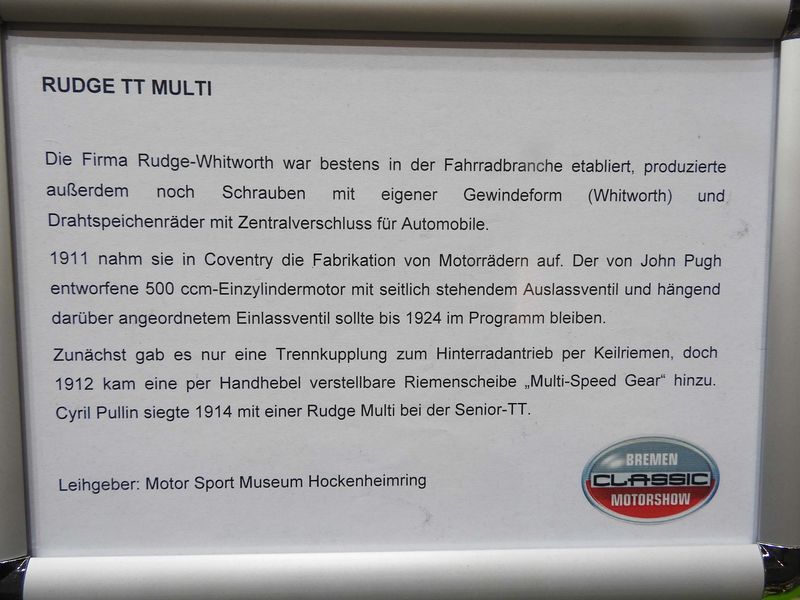 RUDGE TT MULTI
Die Firma Rudge-Whitworth war bestens in der Fahrradbranche etabliert, produzierte
außerdem noch Schrauben mit eigener Gewindeform (Whitworth) und
Drahtspeichenräder mit Zentralverschluss für Automobile.
1911 nahm sie in Coventry die Fabrikation von Motorrädern auf. Der von John Pugh
entworfene 500 ccm-Einzylindermotor mit seitlich stehendem Auslassventil und hängend
darüber angeordnetem Einlassventil sollte bis 1924 im Programm bleiben.
Zunächst gab es nur eine Trennkupplung zum Hinterradantrieb per Keilriemen, doch
1912 kam eine per Handhebel verstellbare Riemenscheibe „Multi-Speed Gear“ hinzu.
Cyril Pullin siegte 1914 mit einer Rudge Multi bei der Senior-TT.
Leihgeber: Motor Sport Museum Hockenheimring
BREMEN
CLASSIC
MOTORSHOW